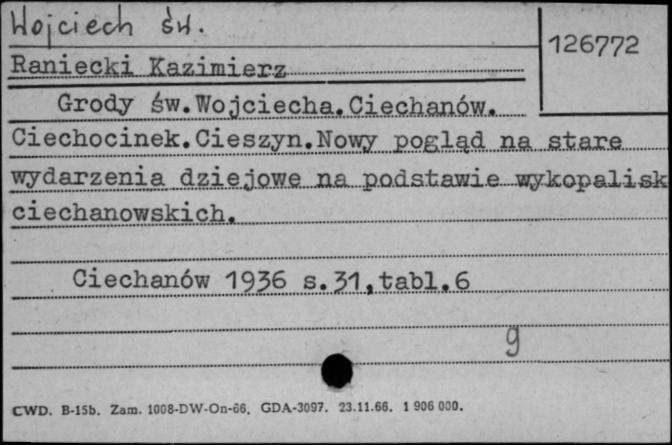 Wojciech św.
126772
Raniecki Kazimierz
Grody św.Wojciecha.Ciechanów.
Ciechocinek.Cieszyn.Nowy pogląd na stare
wydarzenia dziejowe na podstawie wykopalisk
ciechanowskich.
Ciechanów 1936 s.31,tabl.6
g
CWD. B-15b. Zam. 1008-DW-On-66. GDA-3097. 23.11.66. 1 906 000.